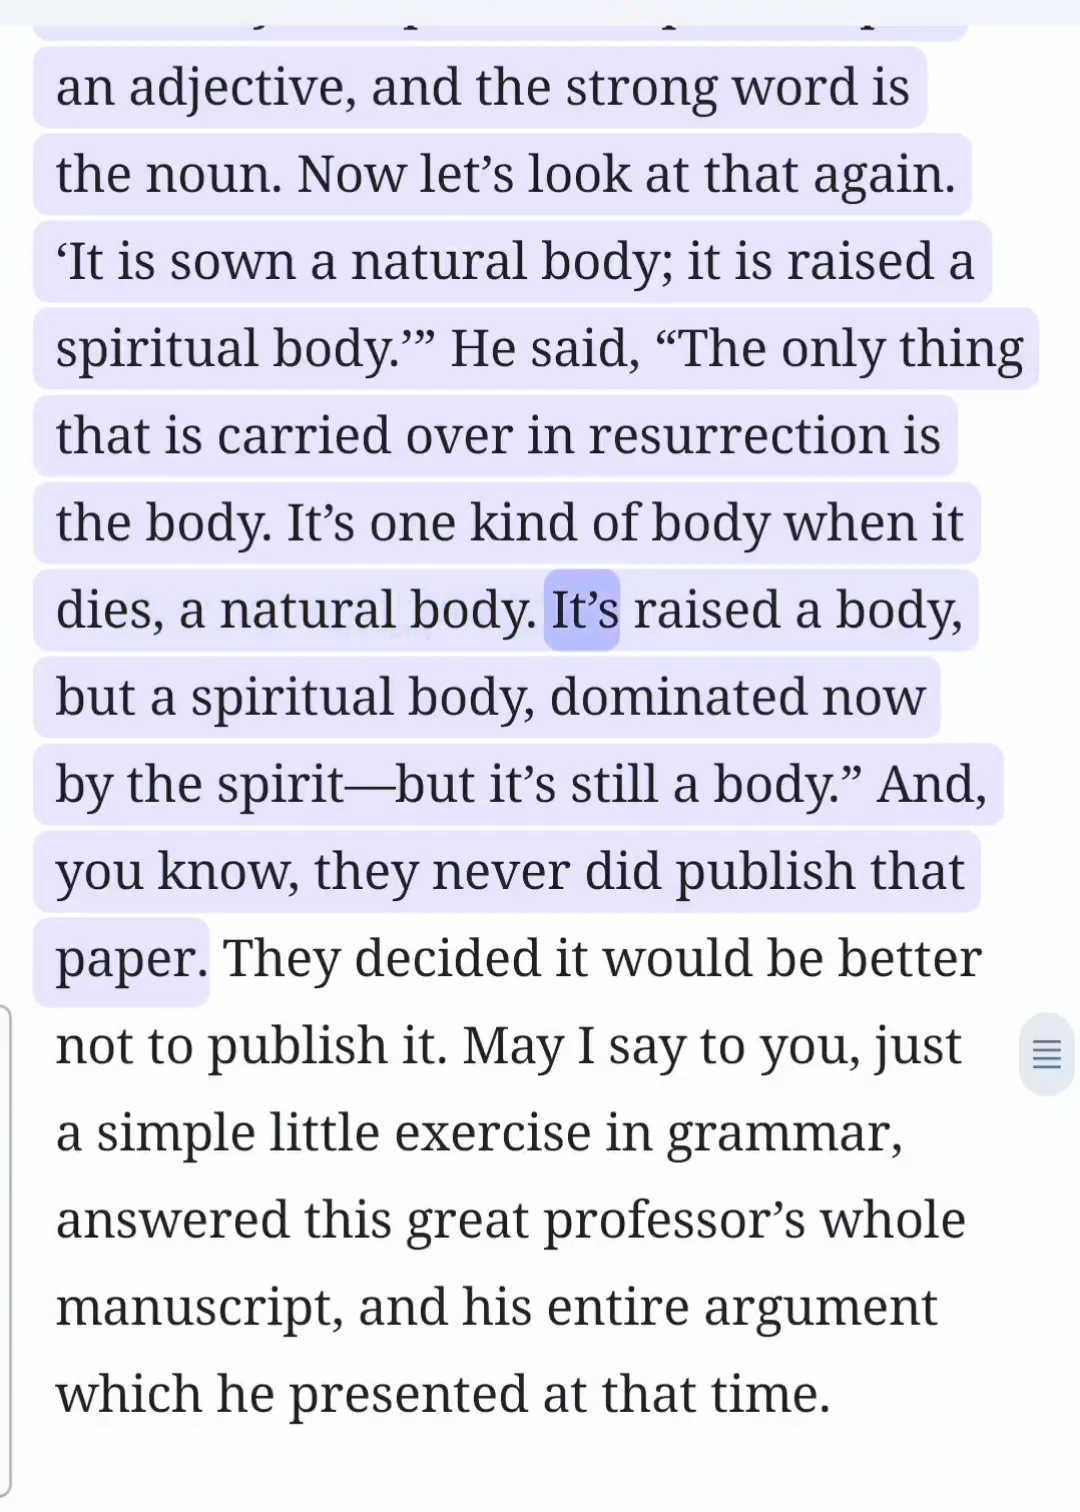 an adjective, and the strong word is
the noun. Now let’s look at that again.
‘It is sown a natural body; it is raised a
spiritual body.’” He said, “The only thing
that is carried over in resurrection is
the body. It’s one kind of body when it
dies, a natural body. It’s raised a body,
but a spiritual body, dominated now
by the spirit—but it’s still a body.” And,
you know, they never did publish that
paper. They decided it would be better
not to publish it. May I say to you, just
a simple little exercise in grammar,
answered this great professor’s whole
manuscript, and his entire argument
which he presented at that time.